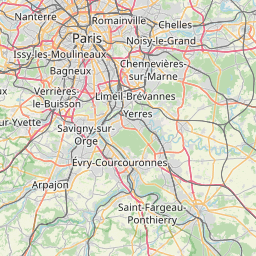 Nanterre
Romainville
Chelles
Paris
Noisy-le-Grand
Issy-les-Moulineaux
Bagneux
Chennevières-
sur-Marne
Verrières-
le-Buisson
Limeil-Brévannes
ur-Yvette
Yerres
Savigny-sur-
Orge
Évry-Courcouronnes
Arpajon
Saint-Fargeau-
Ponthierry